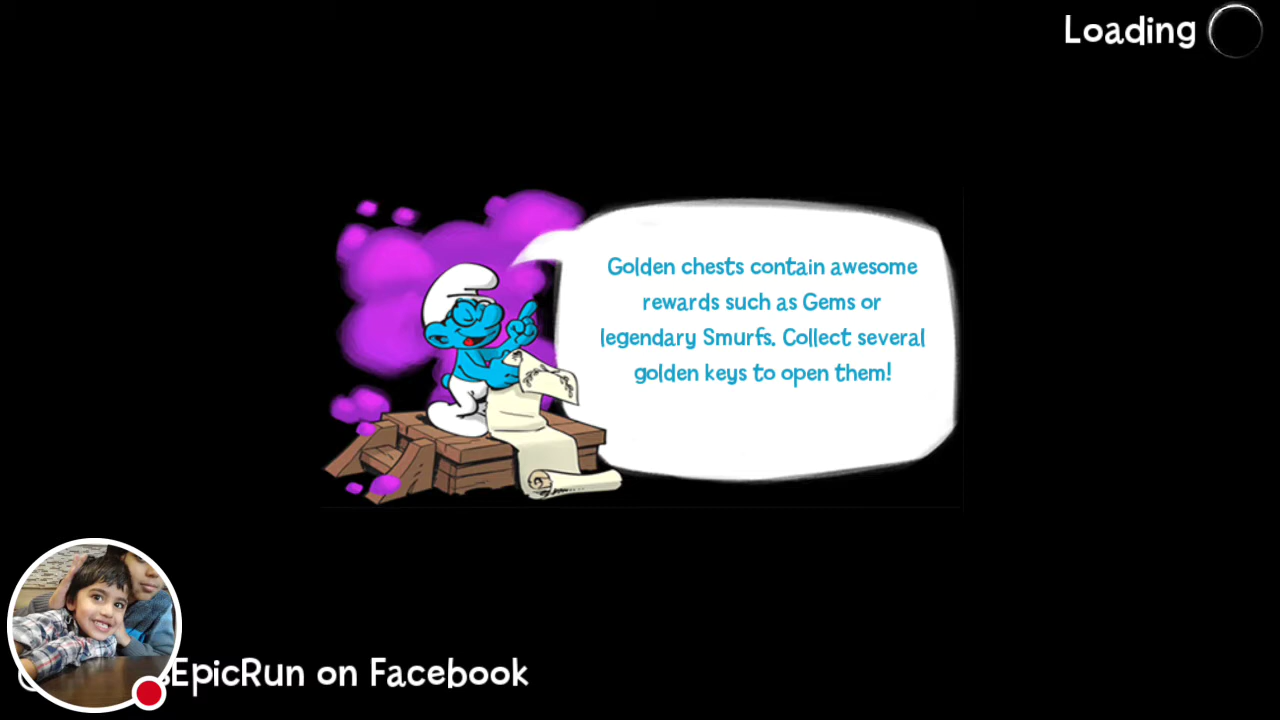 Loading
Golden chests contain awesome
rewards such as Gems or
legendary Smurfs. Collect several
golden keys to open them!
EpicRun on Facebook